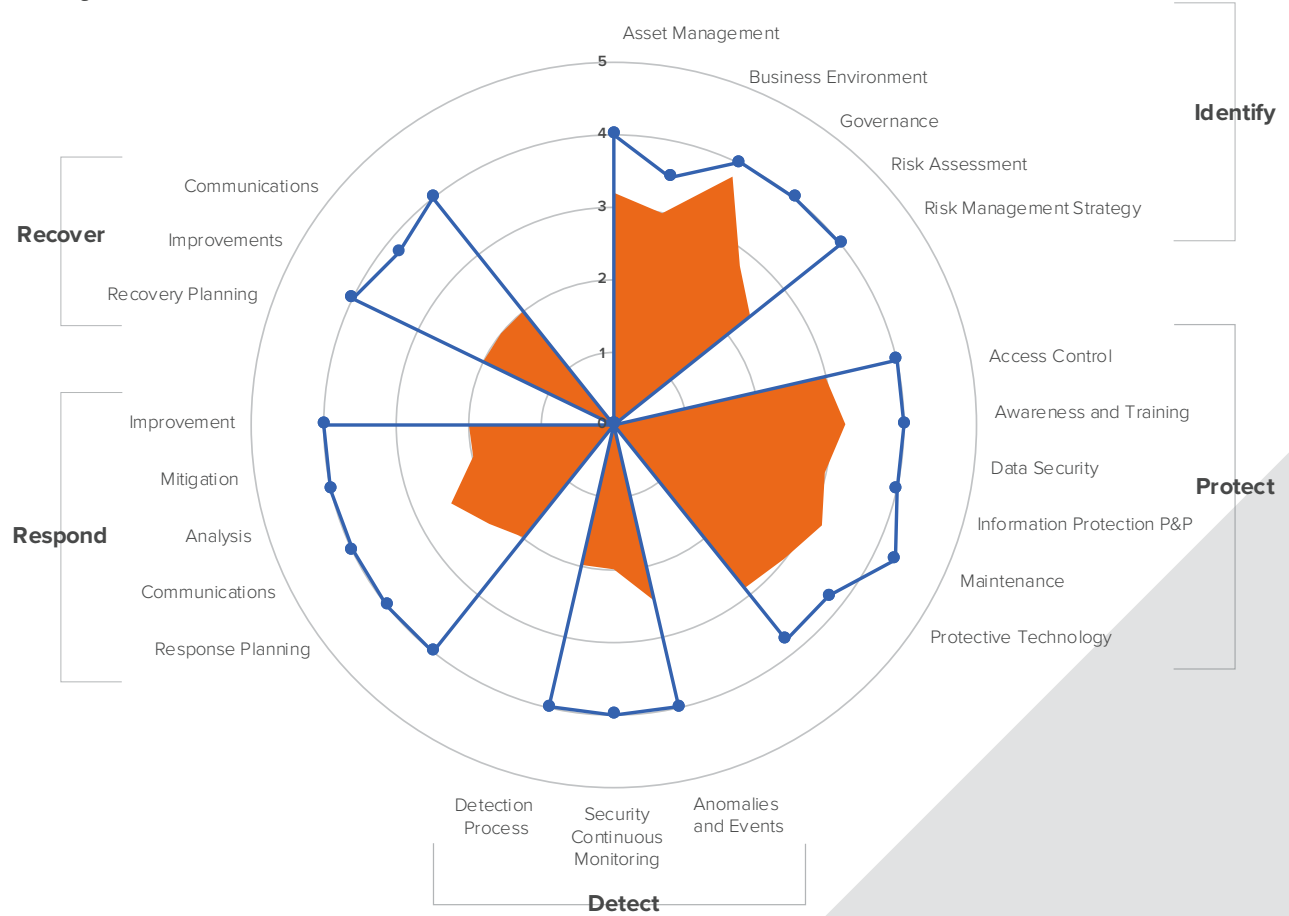 Asset Management
5
Business Environment
Identify
Governance
4
Risk Assessment
Communications
Risk Management Strategy
3
Recover
Improvements
2
Recovery Planning
1
Access Control
Awareness and Training
Improvement
0
Data Security
Mitigation
Protect
Information Protection P&P
Respond
Analysis
Maintenance
Communications
Protective Technology
Response Planning
Detection
Process
Security
Continuous
Monitoring
Anomalies
and Events
Detect